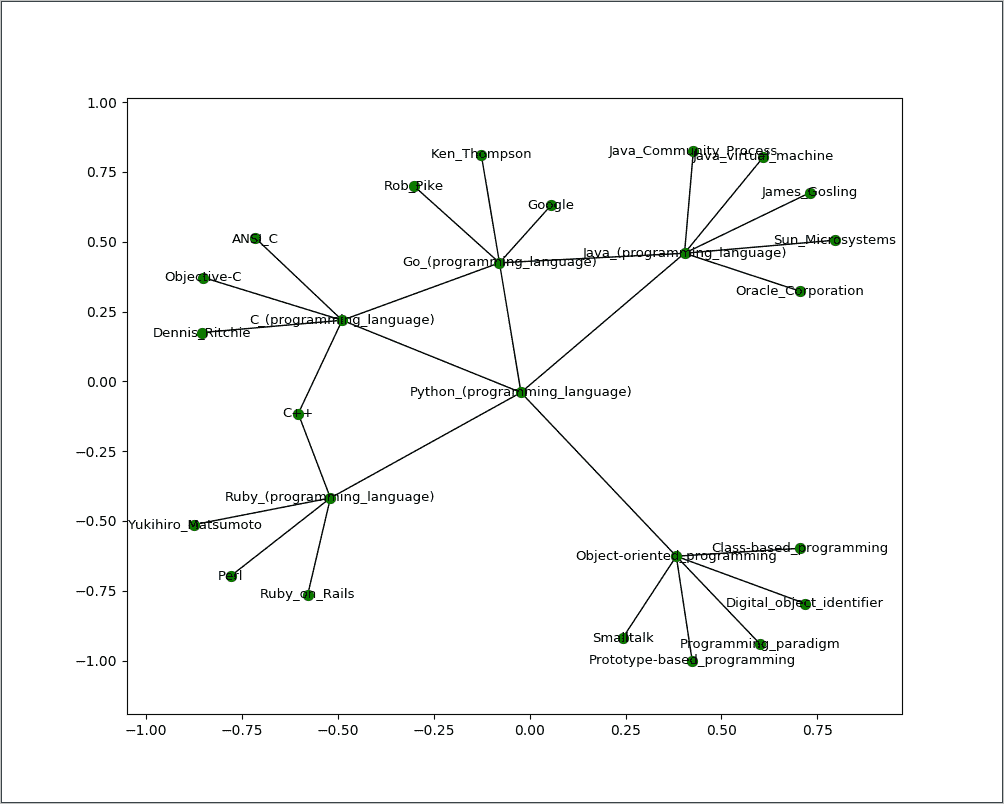 1.00
Java_Community_Process
Ken_Thompson
Java_virtual_machine
0.75
Rob_Pike
James_Gosling
Google
0.50
ANSI_C
Sun_Microsystems
Java_(programming_language)
Go_(programming_language)
Objective-C
Oracle_Corporation
0.25
C_(programming_language)
Dennis_Ritchie
0.00
Python_(programming_language)
C++
−0.25
Ruby_(programming_language)
−0.50
Yukihiro_Matsumoto
Class-based_programming
Object-oriented_programming
Perl
−0.75
Ruby_on_Rails
Digital_object_identifier
Smalltalk
Programming_paradigm
−1.00
Prototype-based_programming
−1.00 −0.75 −0.50 −0.25 0.00 0.25 0.50 0.75